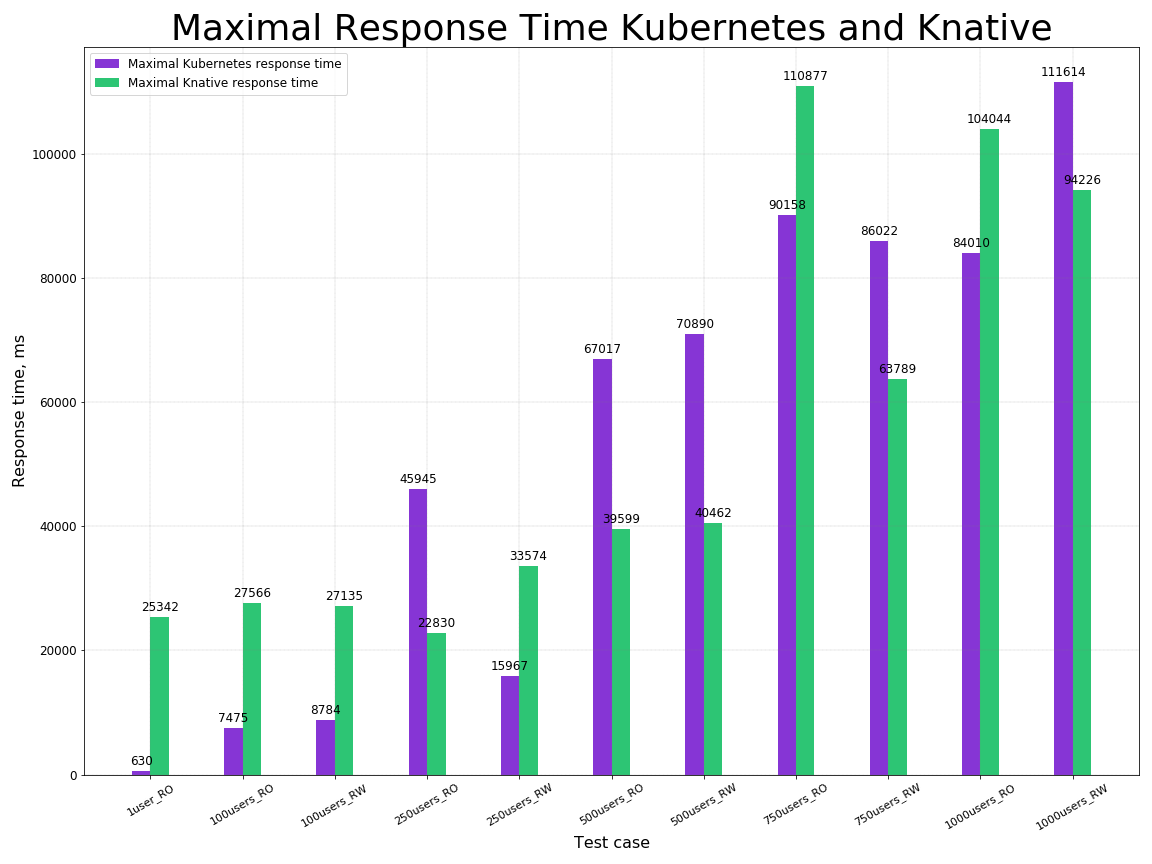 Maximal Response Time Kubernetes and Knative
Maximal Kubernetes response time
Maximal Knative response time
Response time, ms
100000
80000
60000
40000
20000
0
630
25342
7475
27566
8784
27135
45945
22830
15967
33574
67017
39599
70890
40462
90158
110877
86022
63789
84010
104044
111614
94226
1user_RO
100users_RO
100users_RW
250users_RO
250users_RW
500users_RO
500users_RW
750users_RO
750users_RW
1000users_RO
1000users_RW
Test case